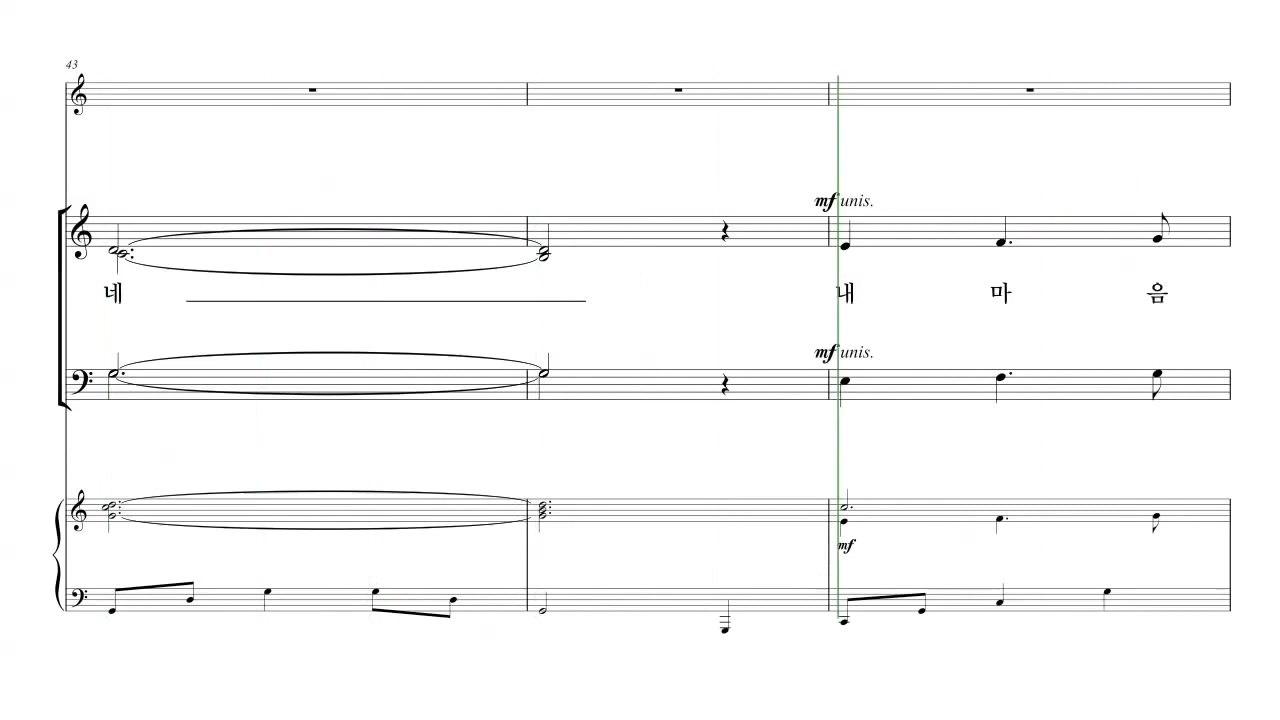 43
mf unis.
네 내 마 음
mf unis.
mf